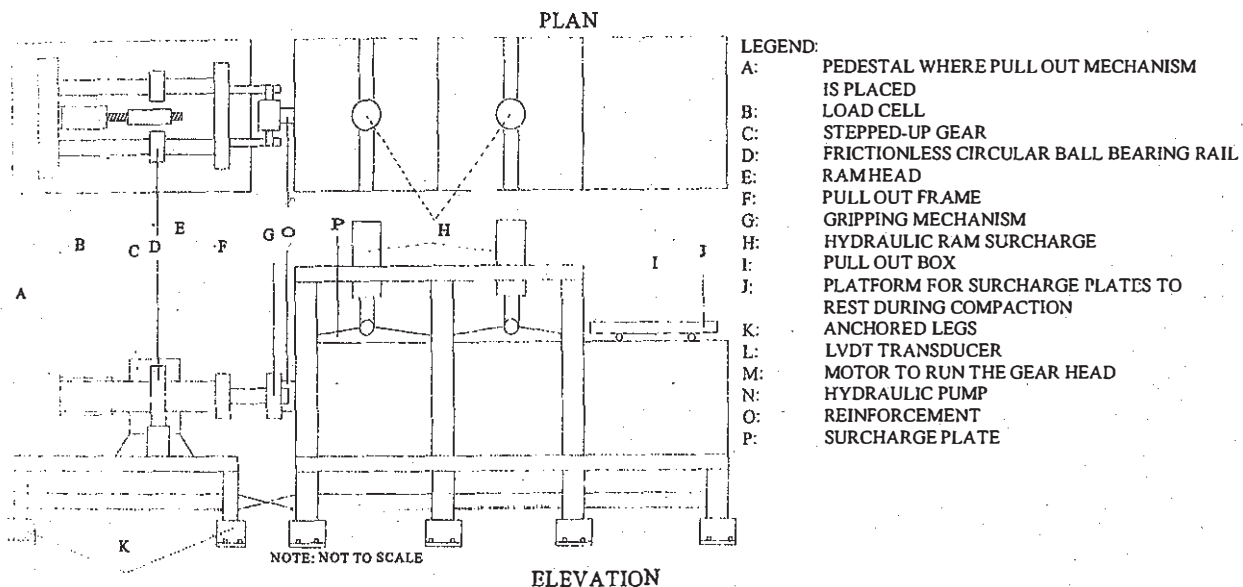 PLAN
LEGEND:
A: PEDESTAL WHERE PULL OUT MECHANISM
IS PLACED
B: LOAD CELL
C: STEPPED-UP GEAR
D: FRICTIONLESS CIRCULAR BALL BEARING RAIL
E: RAM HEAD
F: PULL OUT FRAME
G: GRIPPING MECHANISM
H: HYDRAULIC RAM SURCHARGE
I: PULL OUT BOX
J: PLATFORM FOR SURCHARGE PLATES TO
REST DURING COMPACTION
K: ANCHORED LEGS
L: LVDT TRANSDUCER
M: MOTOR TO RUN THE GEAR HEAD
N: HYDRAULIC PUMP
O: REINFORCEMENT
P: SURCHARGE PLATE
A
B
C
D
E
F
G
O
P
H
I
J
K
NOTE: NOT TO SCALE
ELEVATION